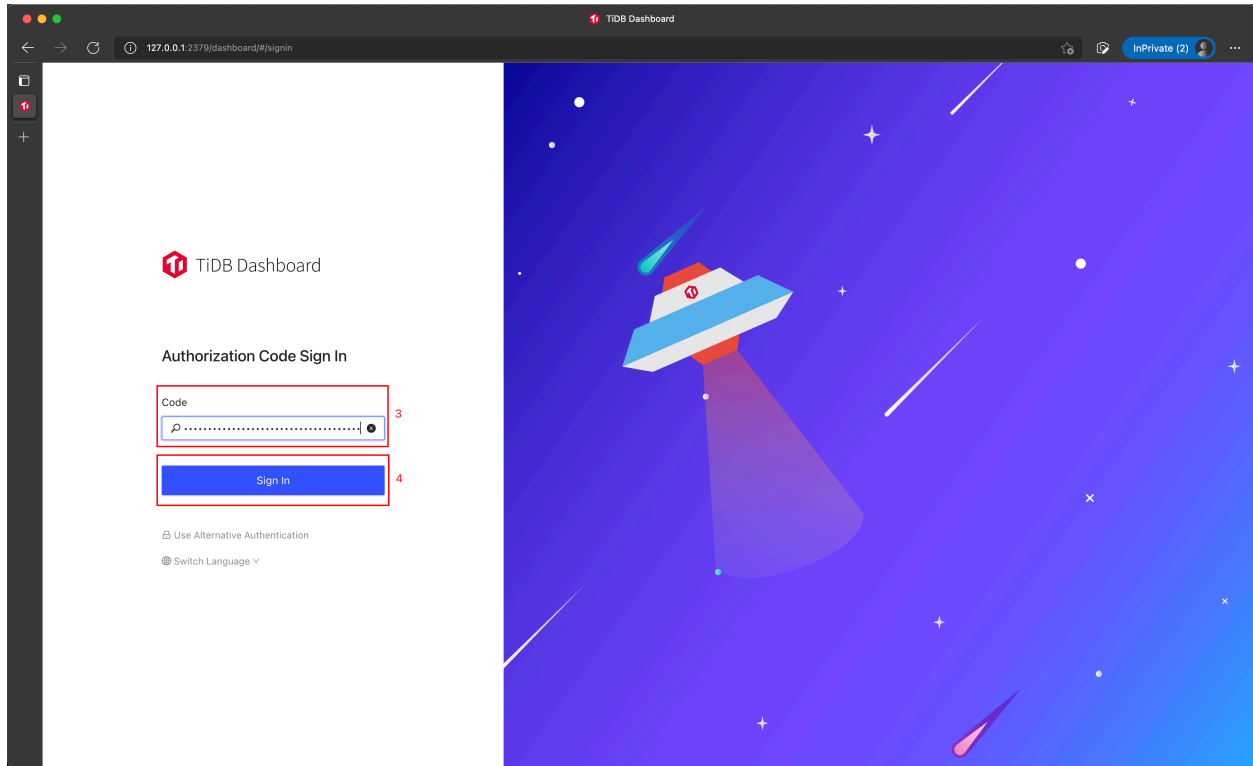 TiDB Dashboard
127.0.0.1:2379/dashboard/#/signin
InPrivate (2)
TiDB Dashboard
Authorization Code Sign In
Code
3
Sign In
4
Use Alternative Authentication
Switch Language